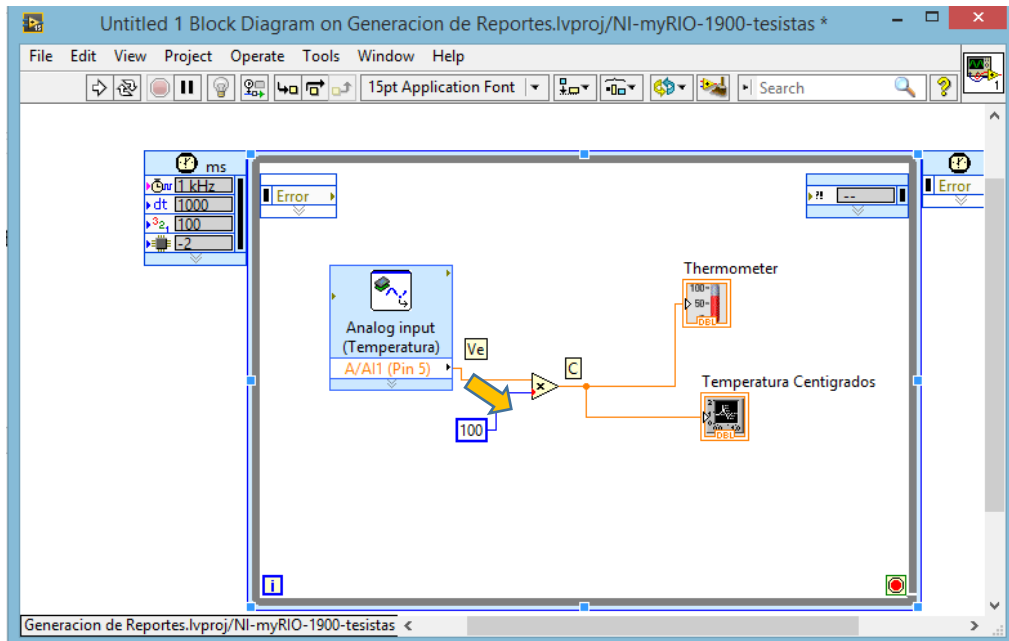 Untitled 1 Block Diagram on Generacion de Reportes.lvproj/NI-myRIO-1900-tesistas *
File Edit View Project Operate Tools Window Help
15pt Application Font
Search
1
ms
1 kHz
dt 1000
100
-2
Error
?! --
Error
Analog input
(Temperatura)
A/AI1 (Pin 5)
Ve
100
x
C
Thermometer
100
50
DBL
Temperatura Centigrados
DBL
i
Generacion de Reportes.lvproj/NI-myRIO-1900-tesistas